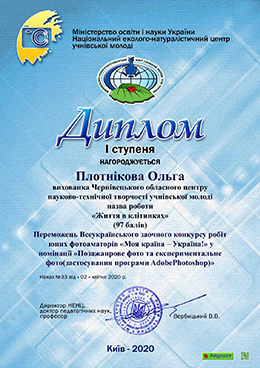 Міністерство освіти і науки України
Національний еколого-натуралістичний центр
учнівської молоді
Диплом
І ступеня
НАГОРОДЖУЄТЬСЯ
Плотнікова Ольга
вихованка Чернівецького обласного центру
науково-технічної творчості учнівської молоді
назва роботи
«Життя в клітинках»
(97 балів)
Переможець Всеукраїнського заочного конкурсу робіт
юних фотоаматорів «Моя країна – Україна!» у
номінації «Позажанрове фото та експериментальне
фото(застосування програми AdobePhotoshop)»
Наказ №33 від «02» квітня 2020 р.
Директор НЕНЦ,
доктор педагогічних наук,
професор
Вербицький В.В.
Київ - 2020